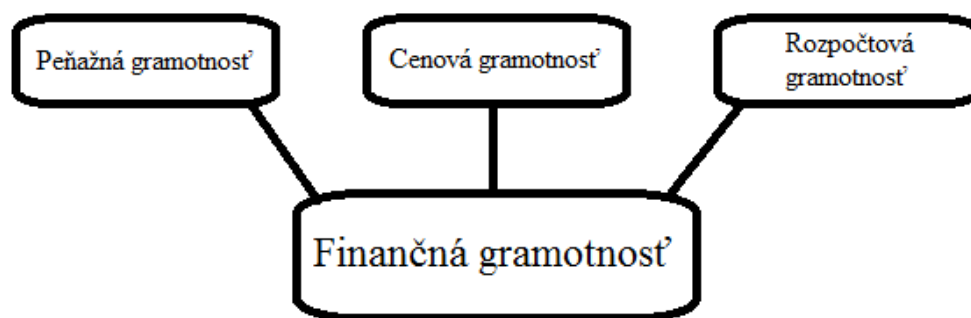 Peňažná gramotnosť
Cenová gramotnosť
Rozpočtová
gramotnosť
Finančná gramotnosť